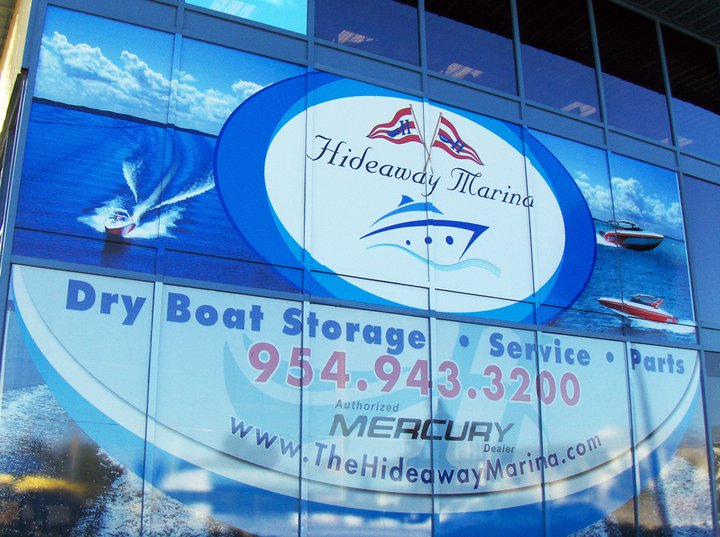 H H
Hideaway Marina
Dry Boat Storage • Service • Parts
954.943.3200
Authorized
MERCURY
Dealer
www.TheHideawayMarina.com